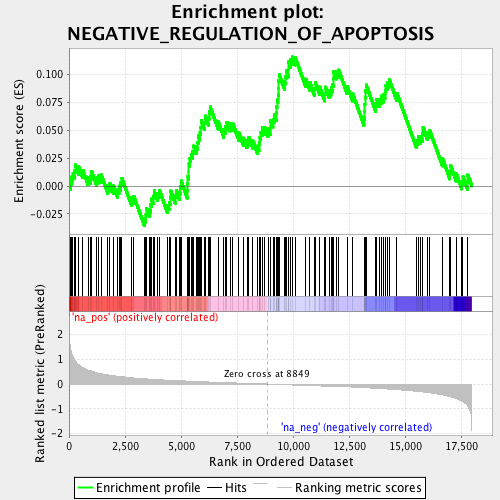 Enrichment plot:
NEGATIVE_REGULATION_OF_APOPTOSIS
Enrichment score (ES)
0.100
0.075
0.050
0.025
0.000
-0.025
'na_pos' (positively correlated)
Ranked list metric (PreRanked)
2
1
0
-1
-2
Zero cross at 8849
'na_neg' (negatively correlated)
0
2,500
5,000
7,500
10,000
12,500
15,000
17,500
Rank in Ordered Dataset
Enrichment profile
Hits
Ranking metric scores